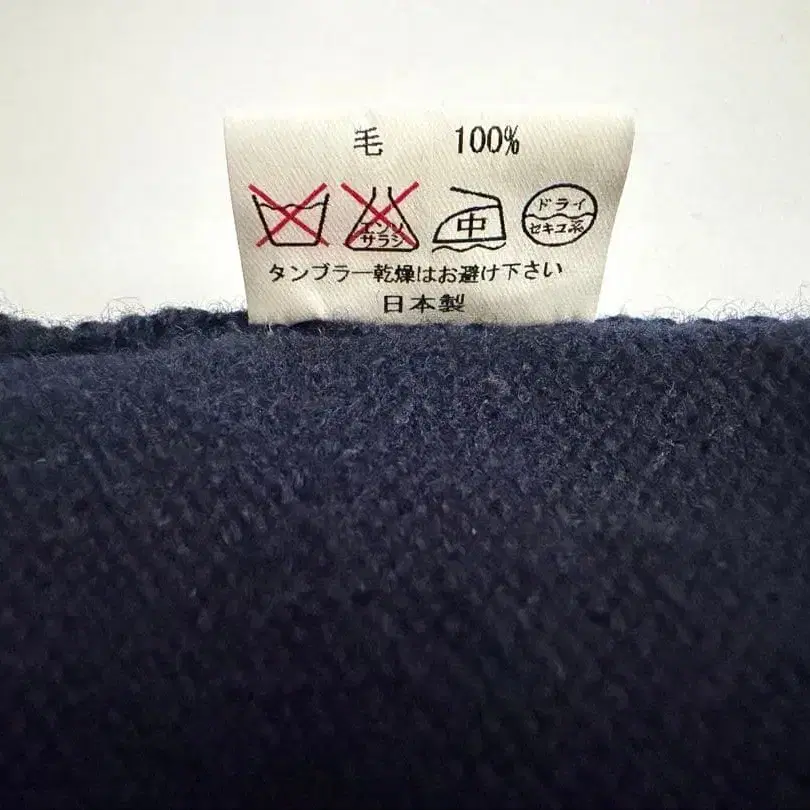 毛 100%
エンソ サラシ 中 ドライ セキユ系
タンブラー乾燥はお避け下さい
日本製